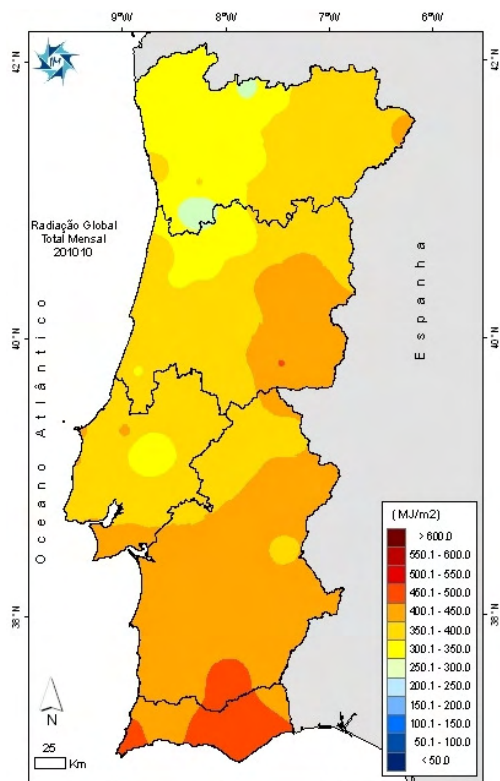 9°W 8°W 7°W 6°W
42°N 42°N
IM
Radiação Global
Total Mensal
201010
Espanha
Oceano Atlântico
40°N 40°N
38°N 38°N
(MJ/m2)
> 600.0
550.1 - 600.0
500.1 - 550.0
450.1 - 500.0
400.1 - 450.0
350.1 - 400.0
300.1 - 350.0
250.1 - 300.0
200.1 - 250.0
150.1 - 200.0
100.1 - 150.0
50.1 - 100.0
< 50.0
N
25
Km